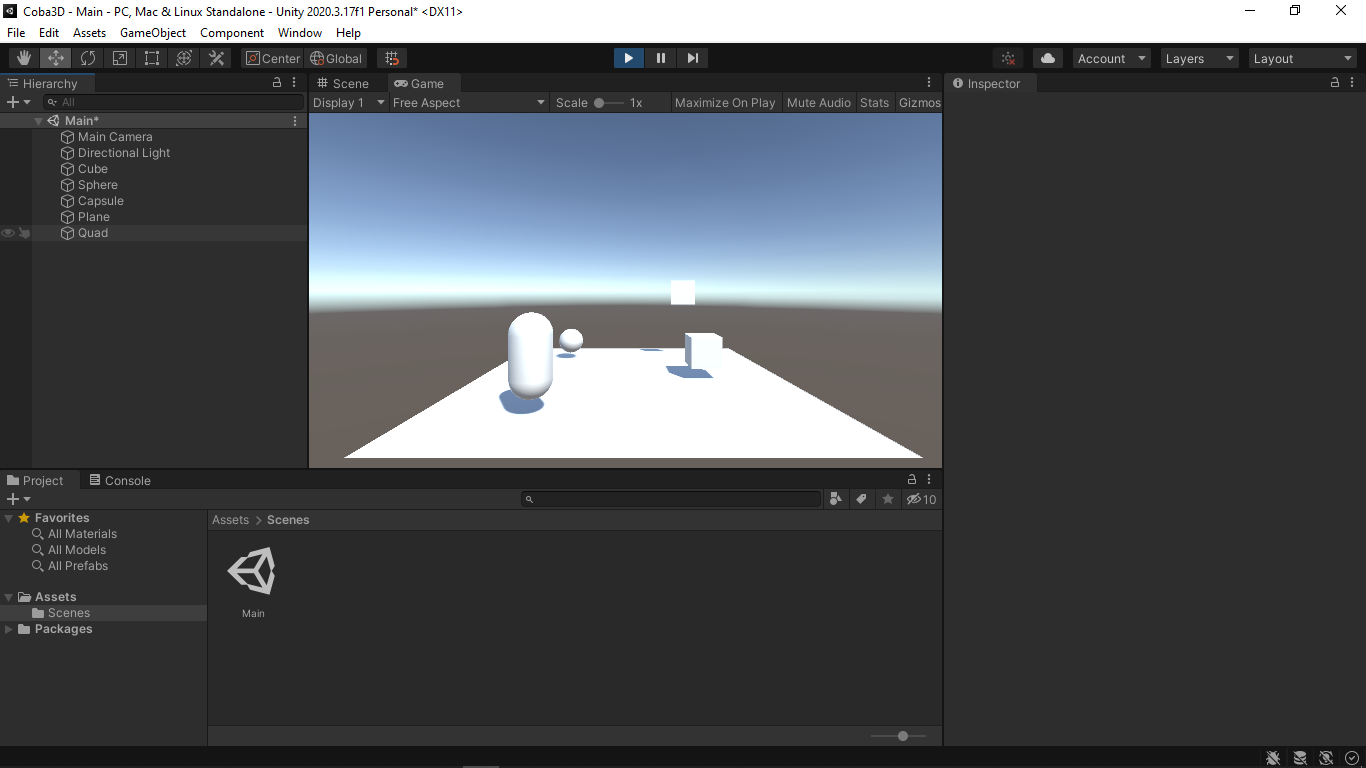 Coba3D - Main - PC, Mac & Linux Standalone - Unity 2020.3.17f1 Personal* <DX11>
File Edit Assets GameObject Component Window Help
Center Global Account Layers Layout
Hierarchy
All
Main*
Main Camera
Directional Light
Cube
Sphere
Capsule
Plane
Quad
Scene Game
Display 1 Free Aspect Scale 1x Maximize On Play Mute Audio Stats Gizmos
Inspector
Project Console
10
Favorites
All Materials
All Models
All Prefabs
Assets
Scenes
Packages
Assets > Scenes
Main